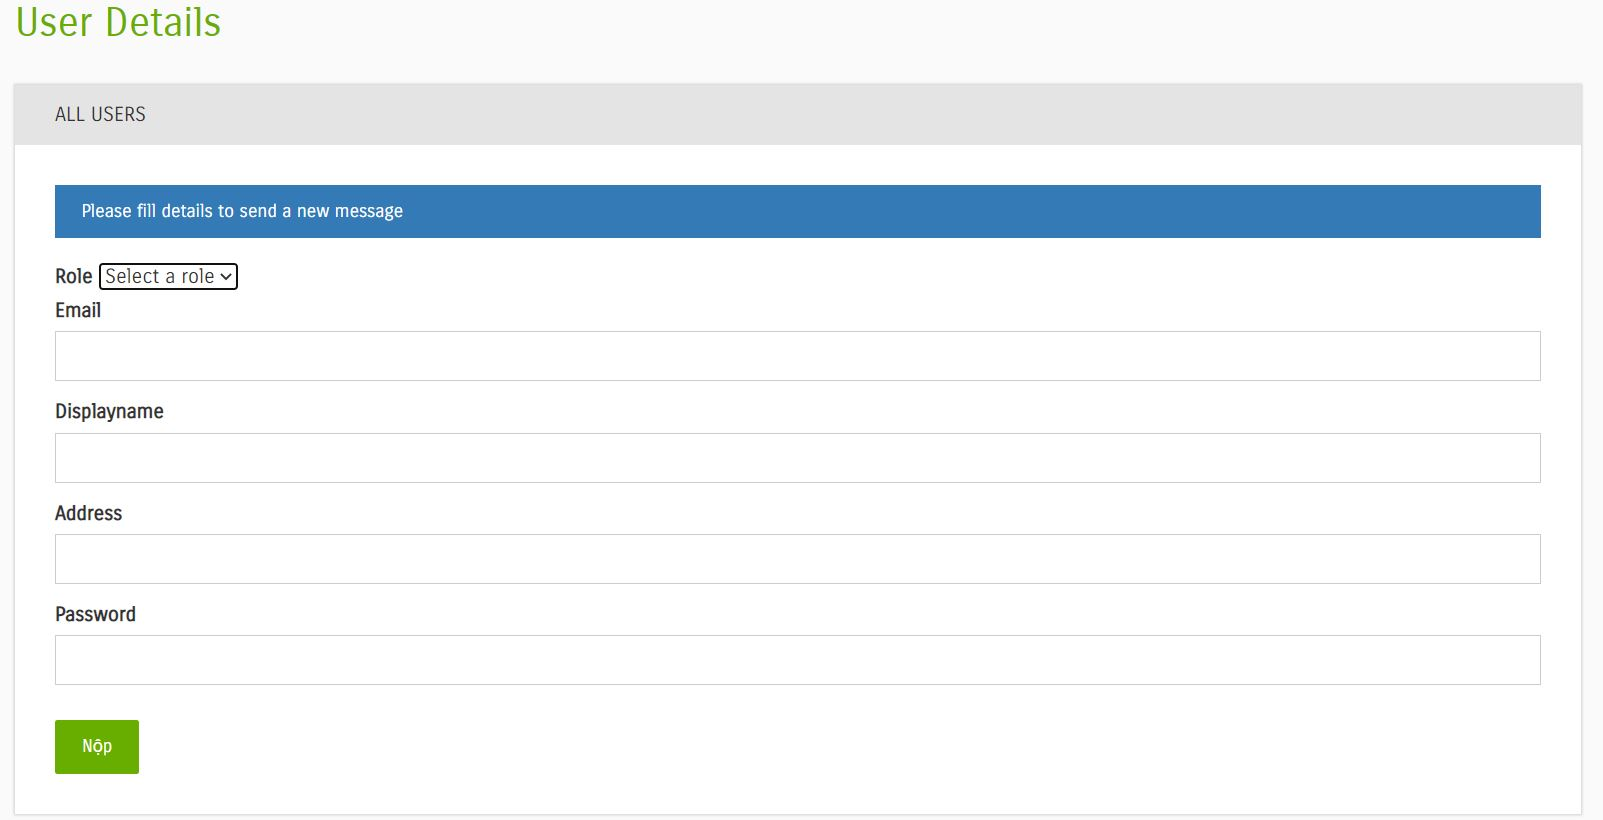 User Details
ALL USERS
Please fill details to send a new message
Role Select a role
Email
Displayname
Address
Password
Nộp